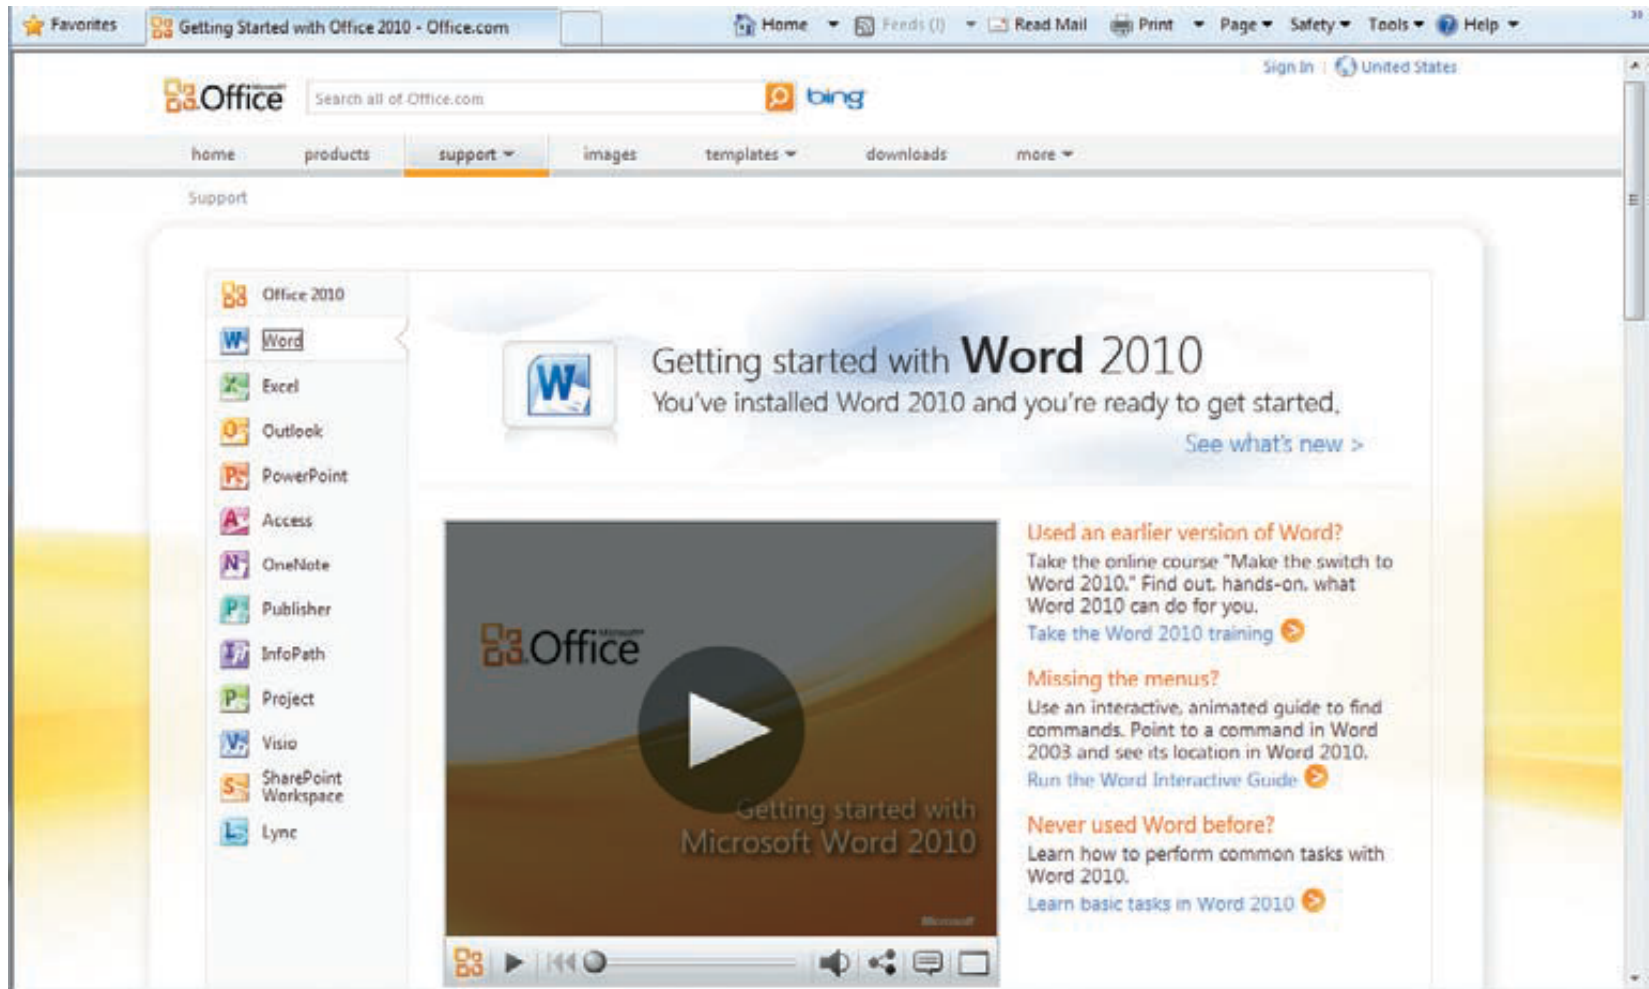 Favorites
Getting Started with Office 2010 - Office.com
Home
Feeds (J)
Read Mail
Print
Page
Safety
Tools
Help
Sign In
United States
Microsoft
Office
Search all of Office.com
bing
home
products
support
images
templates
downloads
more
Support
Office 2010
Word
Excel
Outlook
PowerPoint
Access
OneNote
Publisher
InfoPath
Project
Visio
SharePoint
Workspace
Lync
Getting started with Word 2010
You've installed Word 2010 and you're ready to get started.
See what's new >
Microsoft
Office
Getting started with
Microsoft Word 2010
Microsoft
Used an earlier version of Word?
Take the online course "Make the switch to
Word 2010." Find out, hands-on, what
Word 2010 can do for you.
Take the Word 2010 training
Missing the menus?
Use an interactive, animated guide to find
commands. Point to a command in Word
2003 and see its location in Word 2010.
Run the Word Interactive Guide
Never used Word before?
Learn how to perform common tasks with
Word 2010.
Learn basic tasks in Word 2010